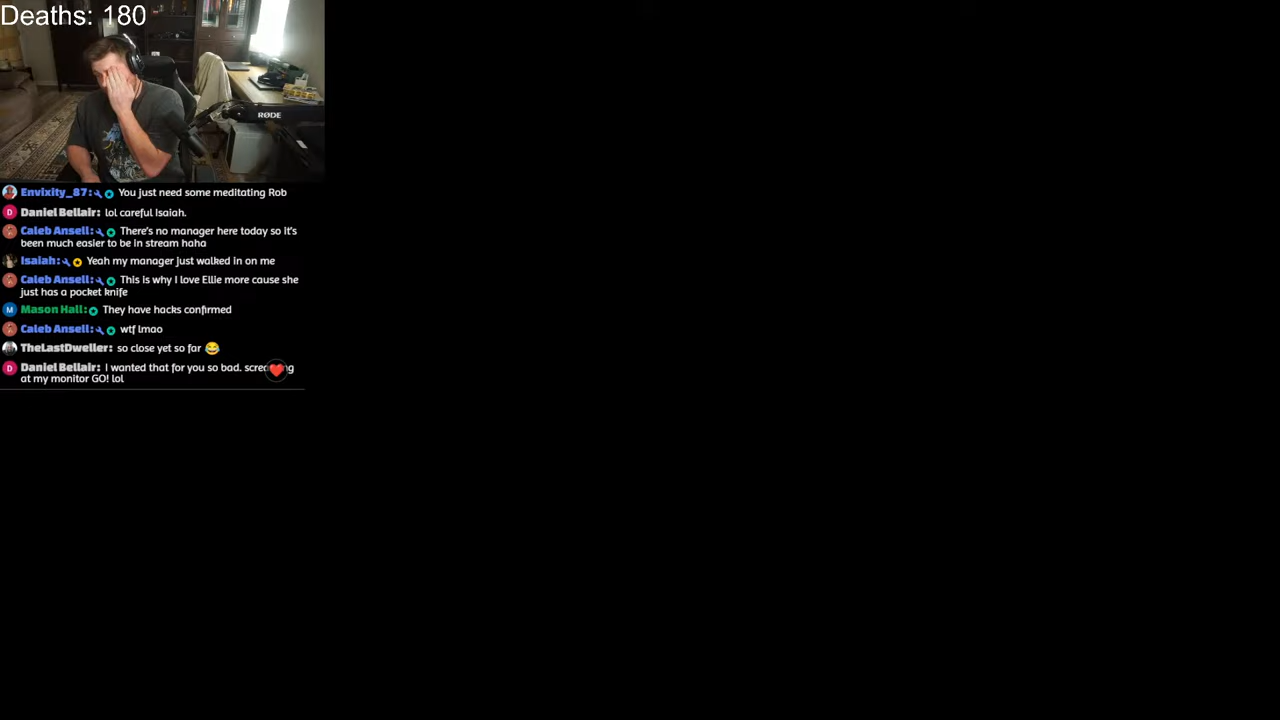 Deaths: 180
RØDE
Envixity_87: You just need some meditating Rob
D Daniel Bellair: lol careful Isaiah.
Caleb Ansell: There's no manager here today so it's
been much easier to be in stream haha
Isaiah: Yeah my manager just walked in on me
Caleb Ansell: This is why I love Ellie more cause she
just has a pocket knife
M Mason Hall: They have hacks confirmed
Caleb Ansell: wtf lmao
TheLastDweller: so close yet so far 😂
D Daniel Bellair: I wanted that for you so bad.
at my monitor GO! lol